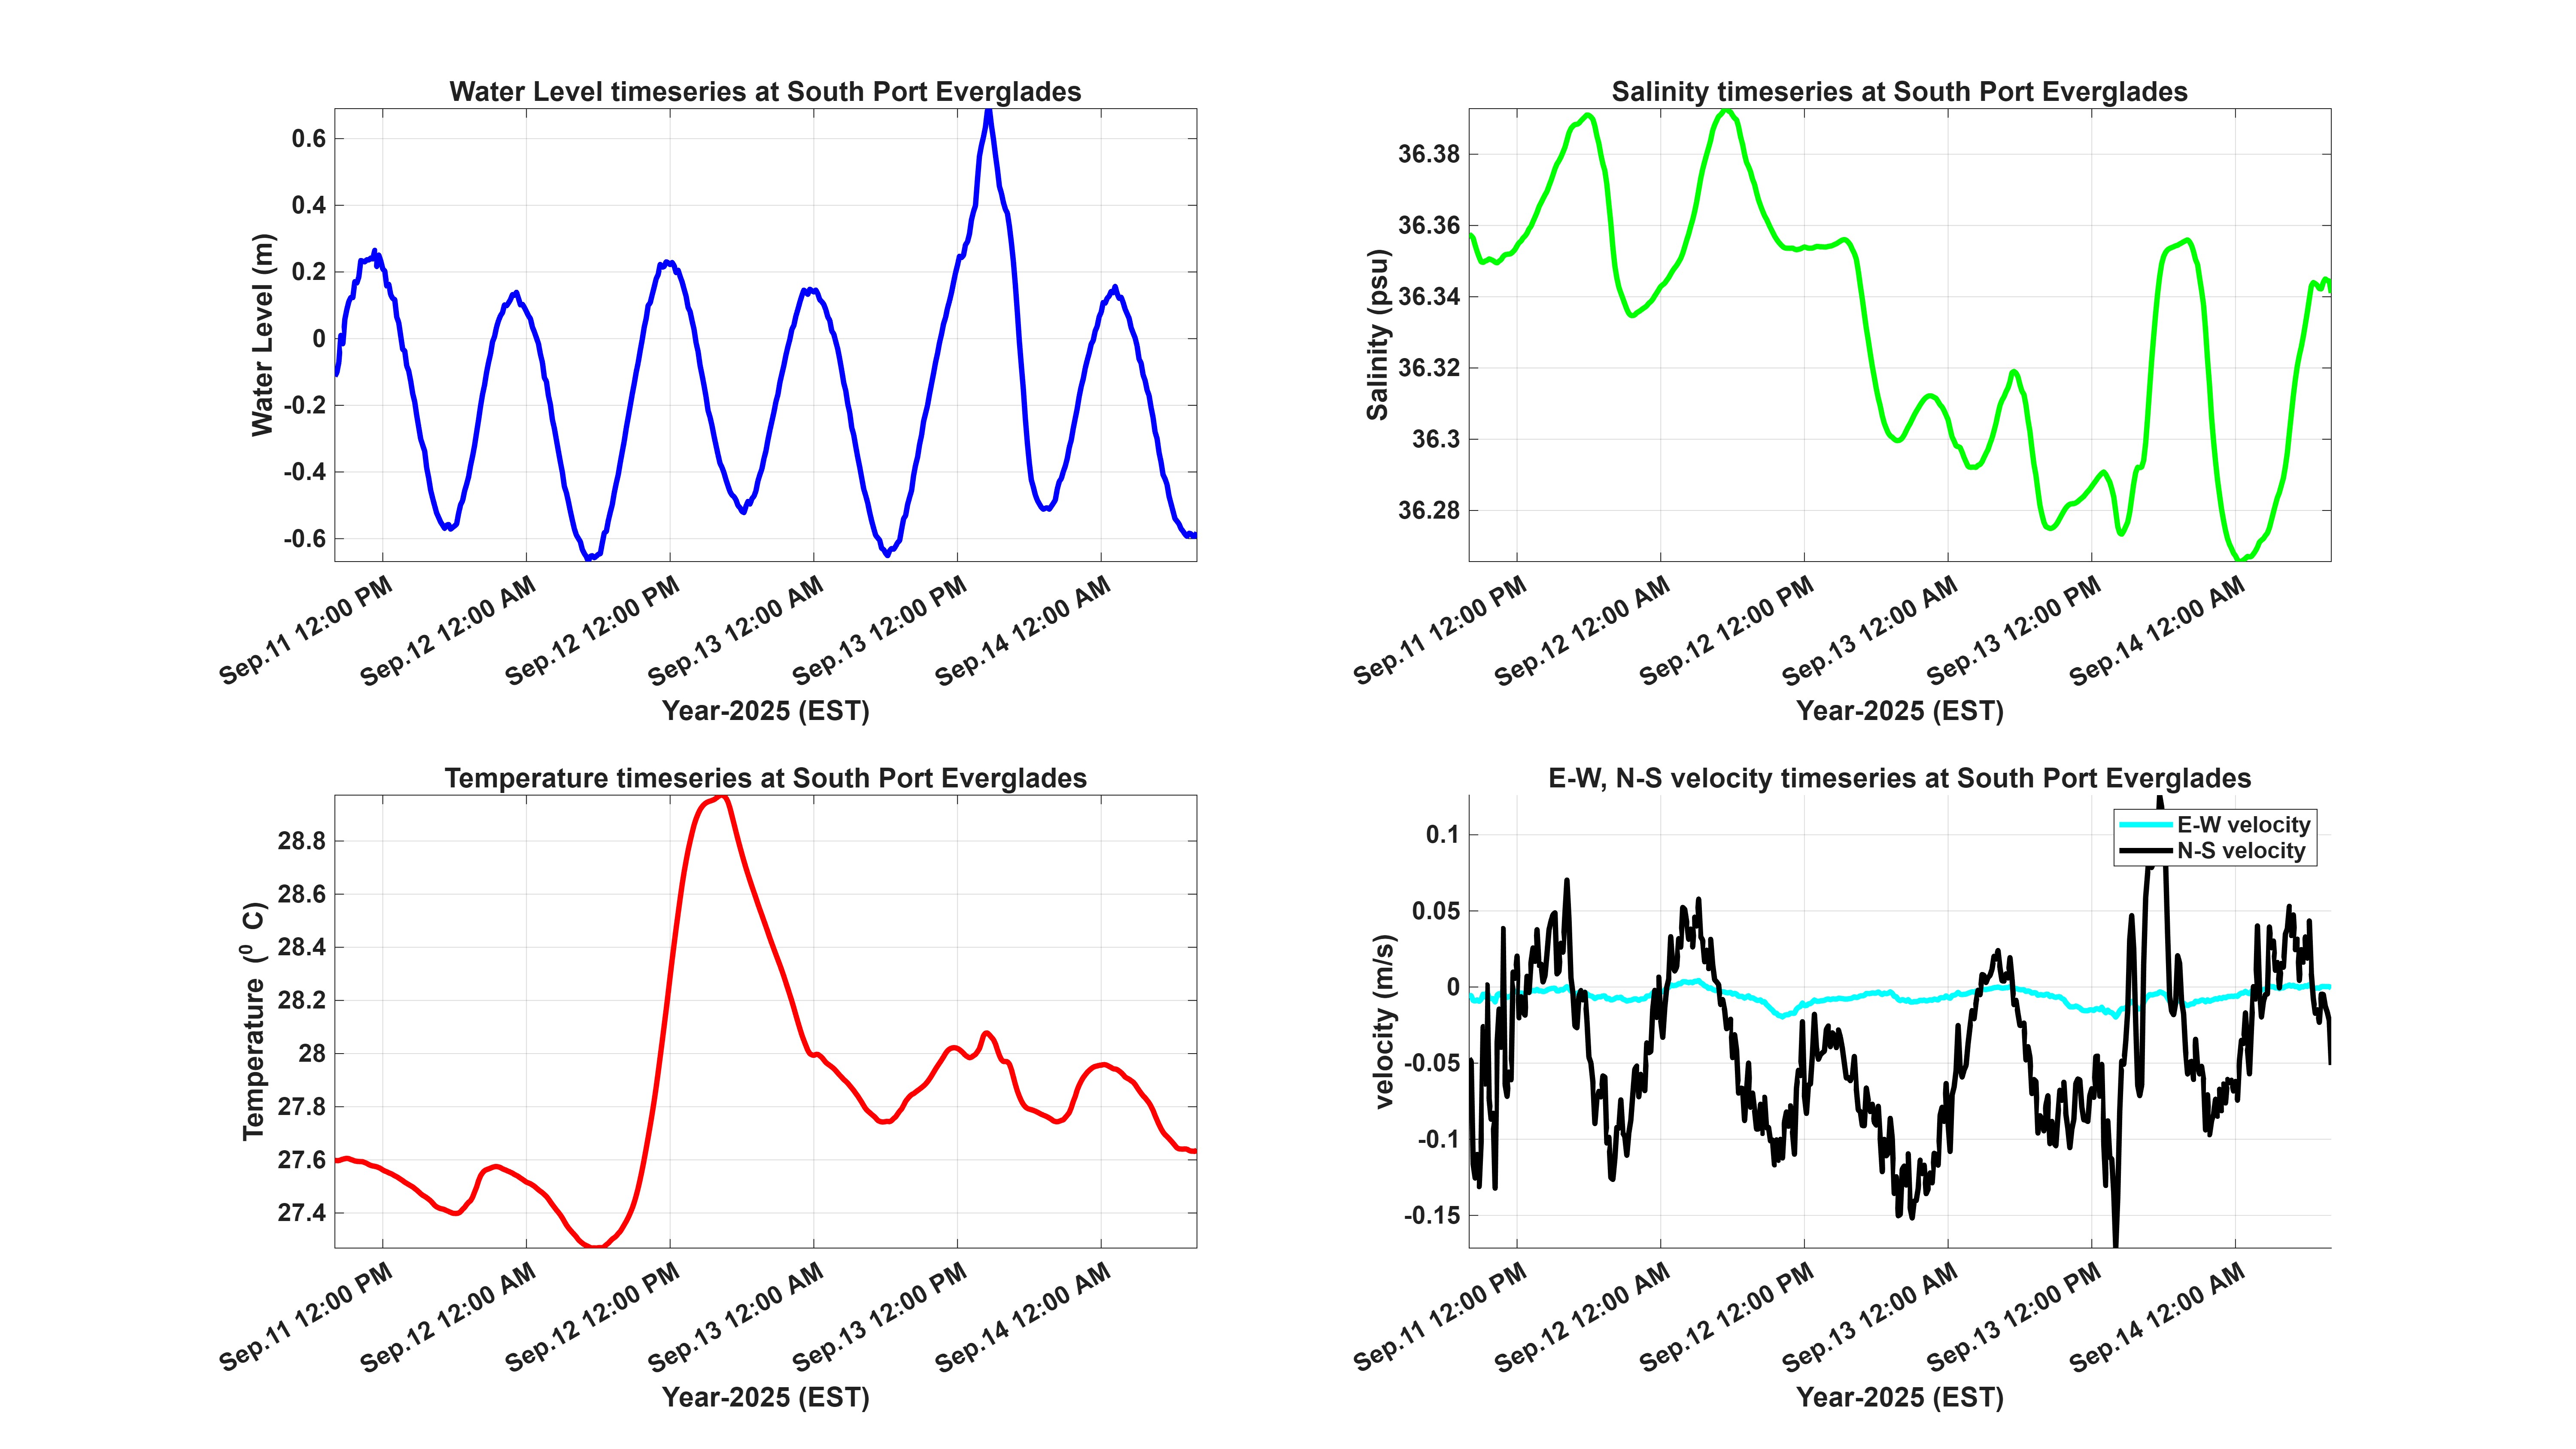 Water Level timeseries at South Port Everglades
Water Level (m)
0.6
0.4
0.2
0
-0.2
-0.4
-0.6
Sep.11 12:00 PM
Sep.12 12:00 AM
Sep.12 12:00 PM
Sep.13 12:00 AM
Sep.13 12:00 PM
Sep.14 12:00 AM
Year-2025 (EST)
Salinity timeseries at South Port Everglades
Salinity (psu)
36.38
36.36
36.34
36.32
36.3
36.28
Sep.11 12:00 PM
Sep.12 12:00 AM
Sep.12 12:00 PM
Sep.13 12:00 AM
Sep.13 12:00 PM
Sep.14 12:00 AM
Year-2025 (EST)
Temperature timeseries at South Port Everglades
Temperature (⁰ C)
28.8
28.6
28.4
28.2
28
27.8
27.6
27.4
Sep.11 12:00 PM
Sep.12 12:00 AM
Sep.12 12:00 PM
Sep.13 12:00 AM
Sep.13 12:00 PM
Sep.14 12:00 AM
Year-2025 (EST)
E-W, N-S velocity timeseries at South Port Everglades
velocity (m/s)
0.1
0.05
0
-0.05
-0.1
-0.15
E-W velocity
N-S velocity
Sep.11 12:00 PM
Sep.12 12:00 AM
Sep.12 12:00 PM
Sep.13 12:00 AM
Sep.13 12:00 PM
Sep.14 12:00 AM
Year-2025 (EST)